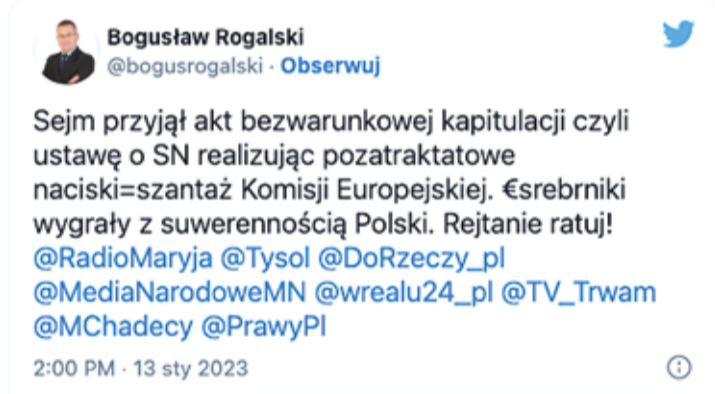 Bogusław Rogalski
@bogusrogalski · Obserwuj
Sejm przyjął akt bezwarunkowej kapitulacji czyli
ustawę o SN realizując pozatraktatowe
naciski=szantaż Komisji Europejskiej. €srebrniki
wygrały z suwerennością Polski. Rejtanie ratuj!
@RadioMaryja @Tysol @DoRzeczy_pl
@MediaNarodoweMN @wrealu24_pl @TV_Trwam
@MChadecy @PrawyPl
2:00 PM · 13 sty 2023